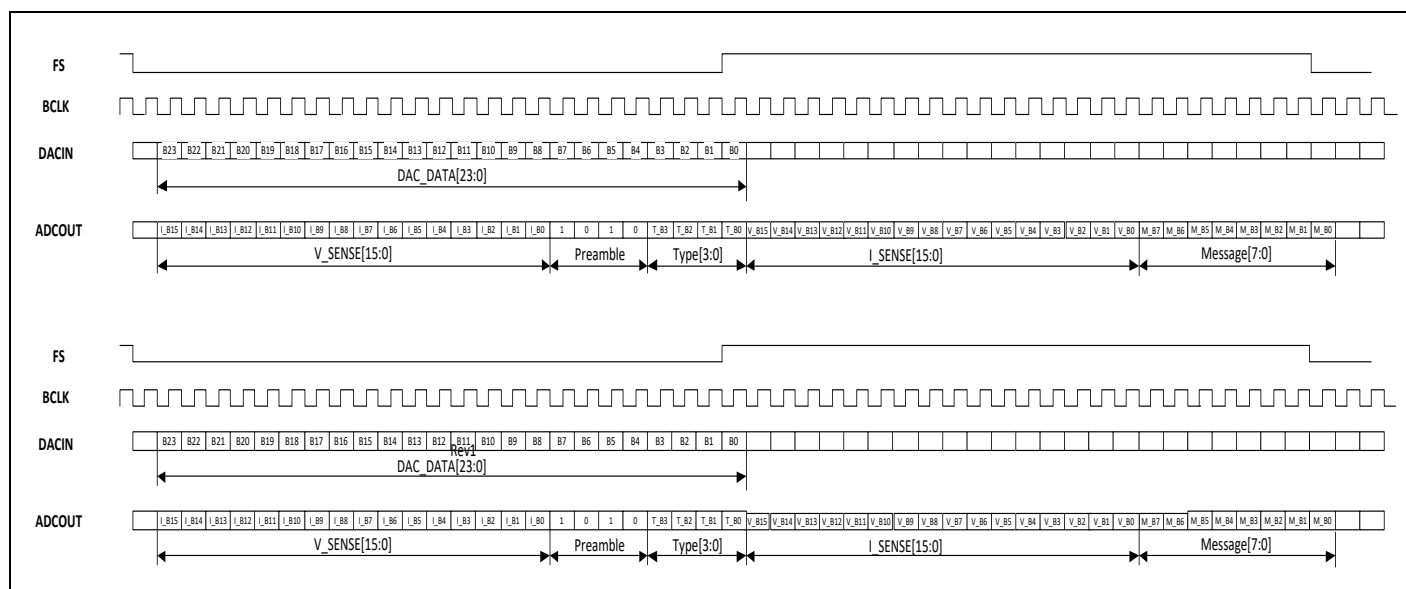 FS
BCLK
DACIN B23 B22 B21 B20 B19 B18 B17 B16 B15 B14 B13 B12 B11 B10 B9 B8 B7 B6 B5 B4 B3 B2 B1 B0
DAC_DATA[23:0]
ADCOUT I_B15 I_B14 I_B13 I_B12 I_B11 I_B10 I_B9 I_B8 I_B7 I_B6 I_B5 I_B4 I_B3 I_B2 I_B1 I_B0 1 0 1 0 T_B3 T_B2 T_B1 T_B0 V_B15 V_B14 V_B13 V_B12 V_B11 V_B10 V_B9 V_B8 V_B7 V_B6 V_B5 V_B4 V_B3 V_B2 V_B1 V_B0 M_B7 M_B6 M_B5 M_B4 M_B3 M_B2 M_B1 M_B0
V_SENSE[15:0] Preamble Type[3:0] I_SENSE[15:0] Message[7:0]
FS
BCLK
DACIN B23 B22 B21 B20 B19 B18 B17 B16 B15 B14 B13 B12 B11 B10 B9 B8 B7 B6 B5 B4 B3 B2 B1 B0
Rev1
DAC_DATA[23:0]
ADCOUT I_B15 I_B14 I_B13 I_B12 I_B11 I_B10 I_B9 I_B8 I_B7 I_B6 I_B5 I_B4 I_B3 I_B2 I_B1 I_B0 1 0 1 0 T_B3 T_B2 T_B1 T_B0 V_B15 V_B14 V_B13 V_B12 V_B11 V_B10 V_B9 V_B8 V_B7 V_B6 V_B5 V_B4 V_B3 V_B2 V_B1 V_B0 M_B7 M_B6 M_B5 M_B4 M_B3 M_B2 M_B1 M_B0
V_SENSE[15:0] Preamble Type[3:0] I_SENSE[15:0] Message[7:0]